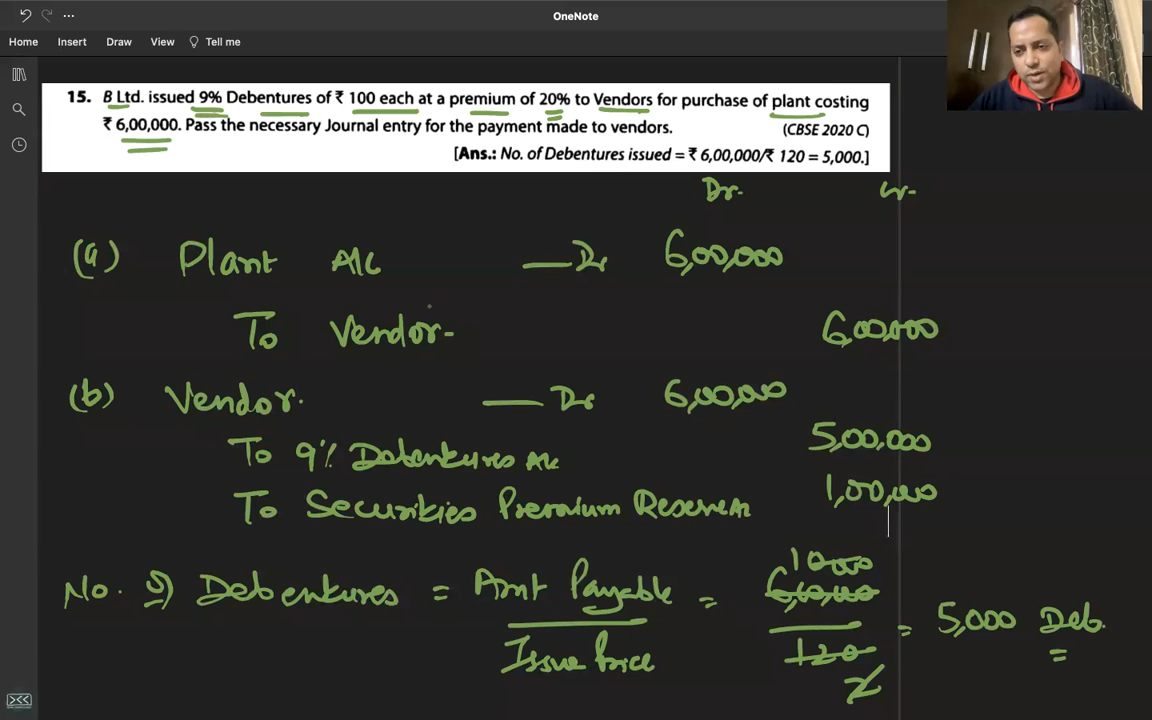 OneNote
Home Insert Draw View Tell me
15. B Ltd. issued 9% Debentures of ₹ 100 each at a premium of 20% to Vendors for purchase of plant costing
₹ 6,00,000. Pass the necessary Journal entry for the payment made to vendors. (CBSE 2020 C)
[Ans.: No. of Debentures issued = ₹ 6,00,000/₹ 120 = 5,000.]
Dr. Cr.
(a) Plant A/c — Dr 6,00,000
To Vendor 6,00,000
(b) Vendor. — Dr 6,00,000
To 9% Debentures A/c 5,00,000
To Securities Premium Reserve A/c 1,00,000
No. of Debentures = Amt Payable / Issue Price = 6,00,000 / 120 = 5,000 Deb.
10000